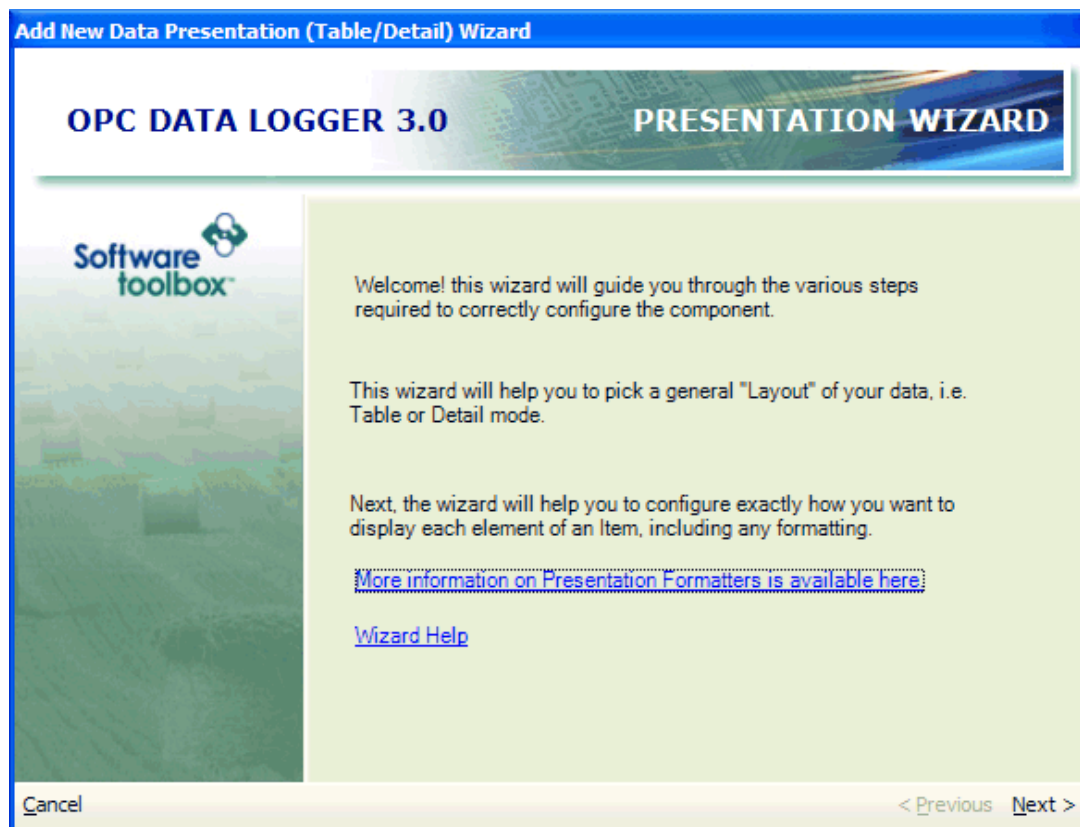 Add New Data Presentation (Table/Detail) Wizard
OPC DATA LOGGER 3.0
PRESENTATION WIZARD
Software
toolbox™
Welcome! this wizard will guide you through the various steps
required to correctly configure the component.
This wizard will help you to pick a general "Layout" of your data, i.e.
Table or Detail mode.
Next, the wizard will help you to configure exactly how you want to
display each element of an Item, including any formatting.
More information on Presentation Formatters is available here.
Wizard Help
Cancel
< Previous
Next >